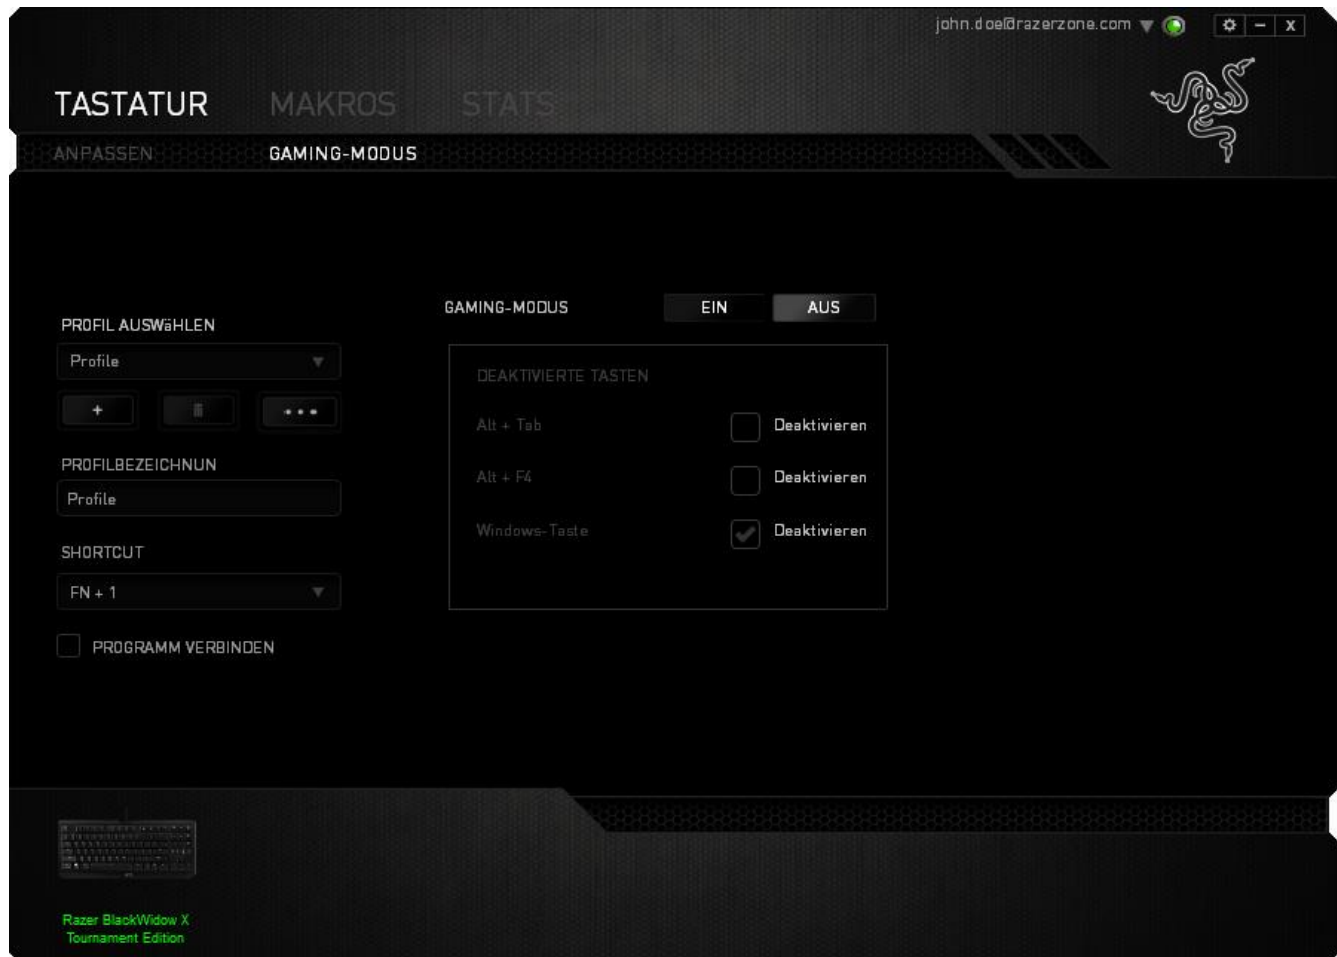 john.doe@razerzone.com
TASTATUR MAKROS STATS
ANPASSEN GAMING-MODUS
PROFIL AUSWäHLEN
Profile
+
PROFILBEZEICHNUN
Profile
SHORTCUT
FN + 1
PROGRAMM VERBINDEN
GAMING-MODUS EIN AUS
DEAKTIVIERTE TASTEN
Alt + Tab Deaktivieren
Alt + F4 Deaktivieren
Windows-Taste Deaktivieren
Razer BlackWidow X
Tournament Edition